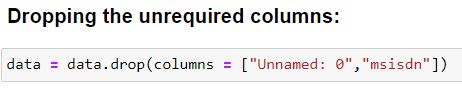 Dropping the unrequired columns:
data = data.drop(columns = ["Unnamed: 0","msisdn"])